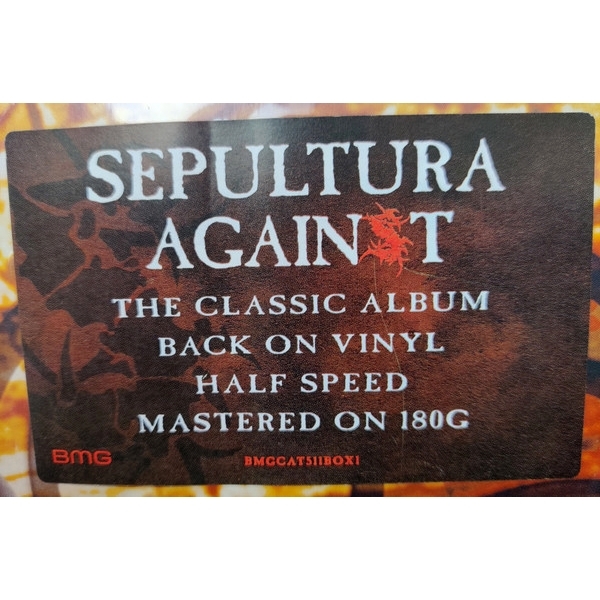 SEPULTURA
AGAINST
THE CLASSIC ALBUM
BACK ON VINYL
HALF SPEED
MASTERED ON 180G
BMG
BMGCAT511BOX1